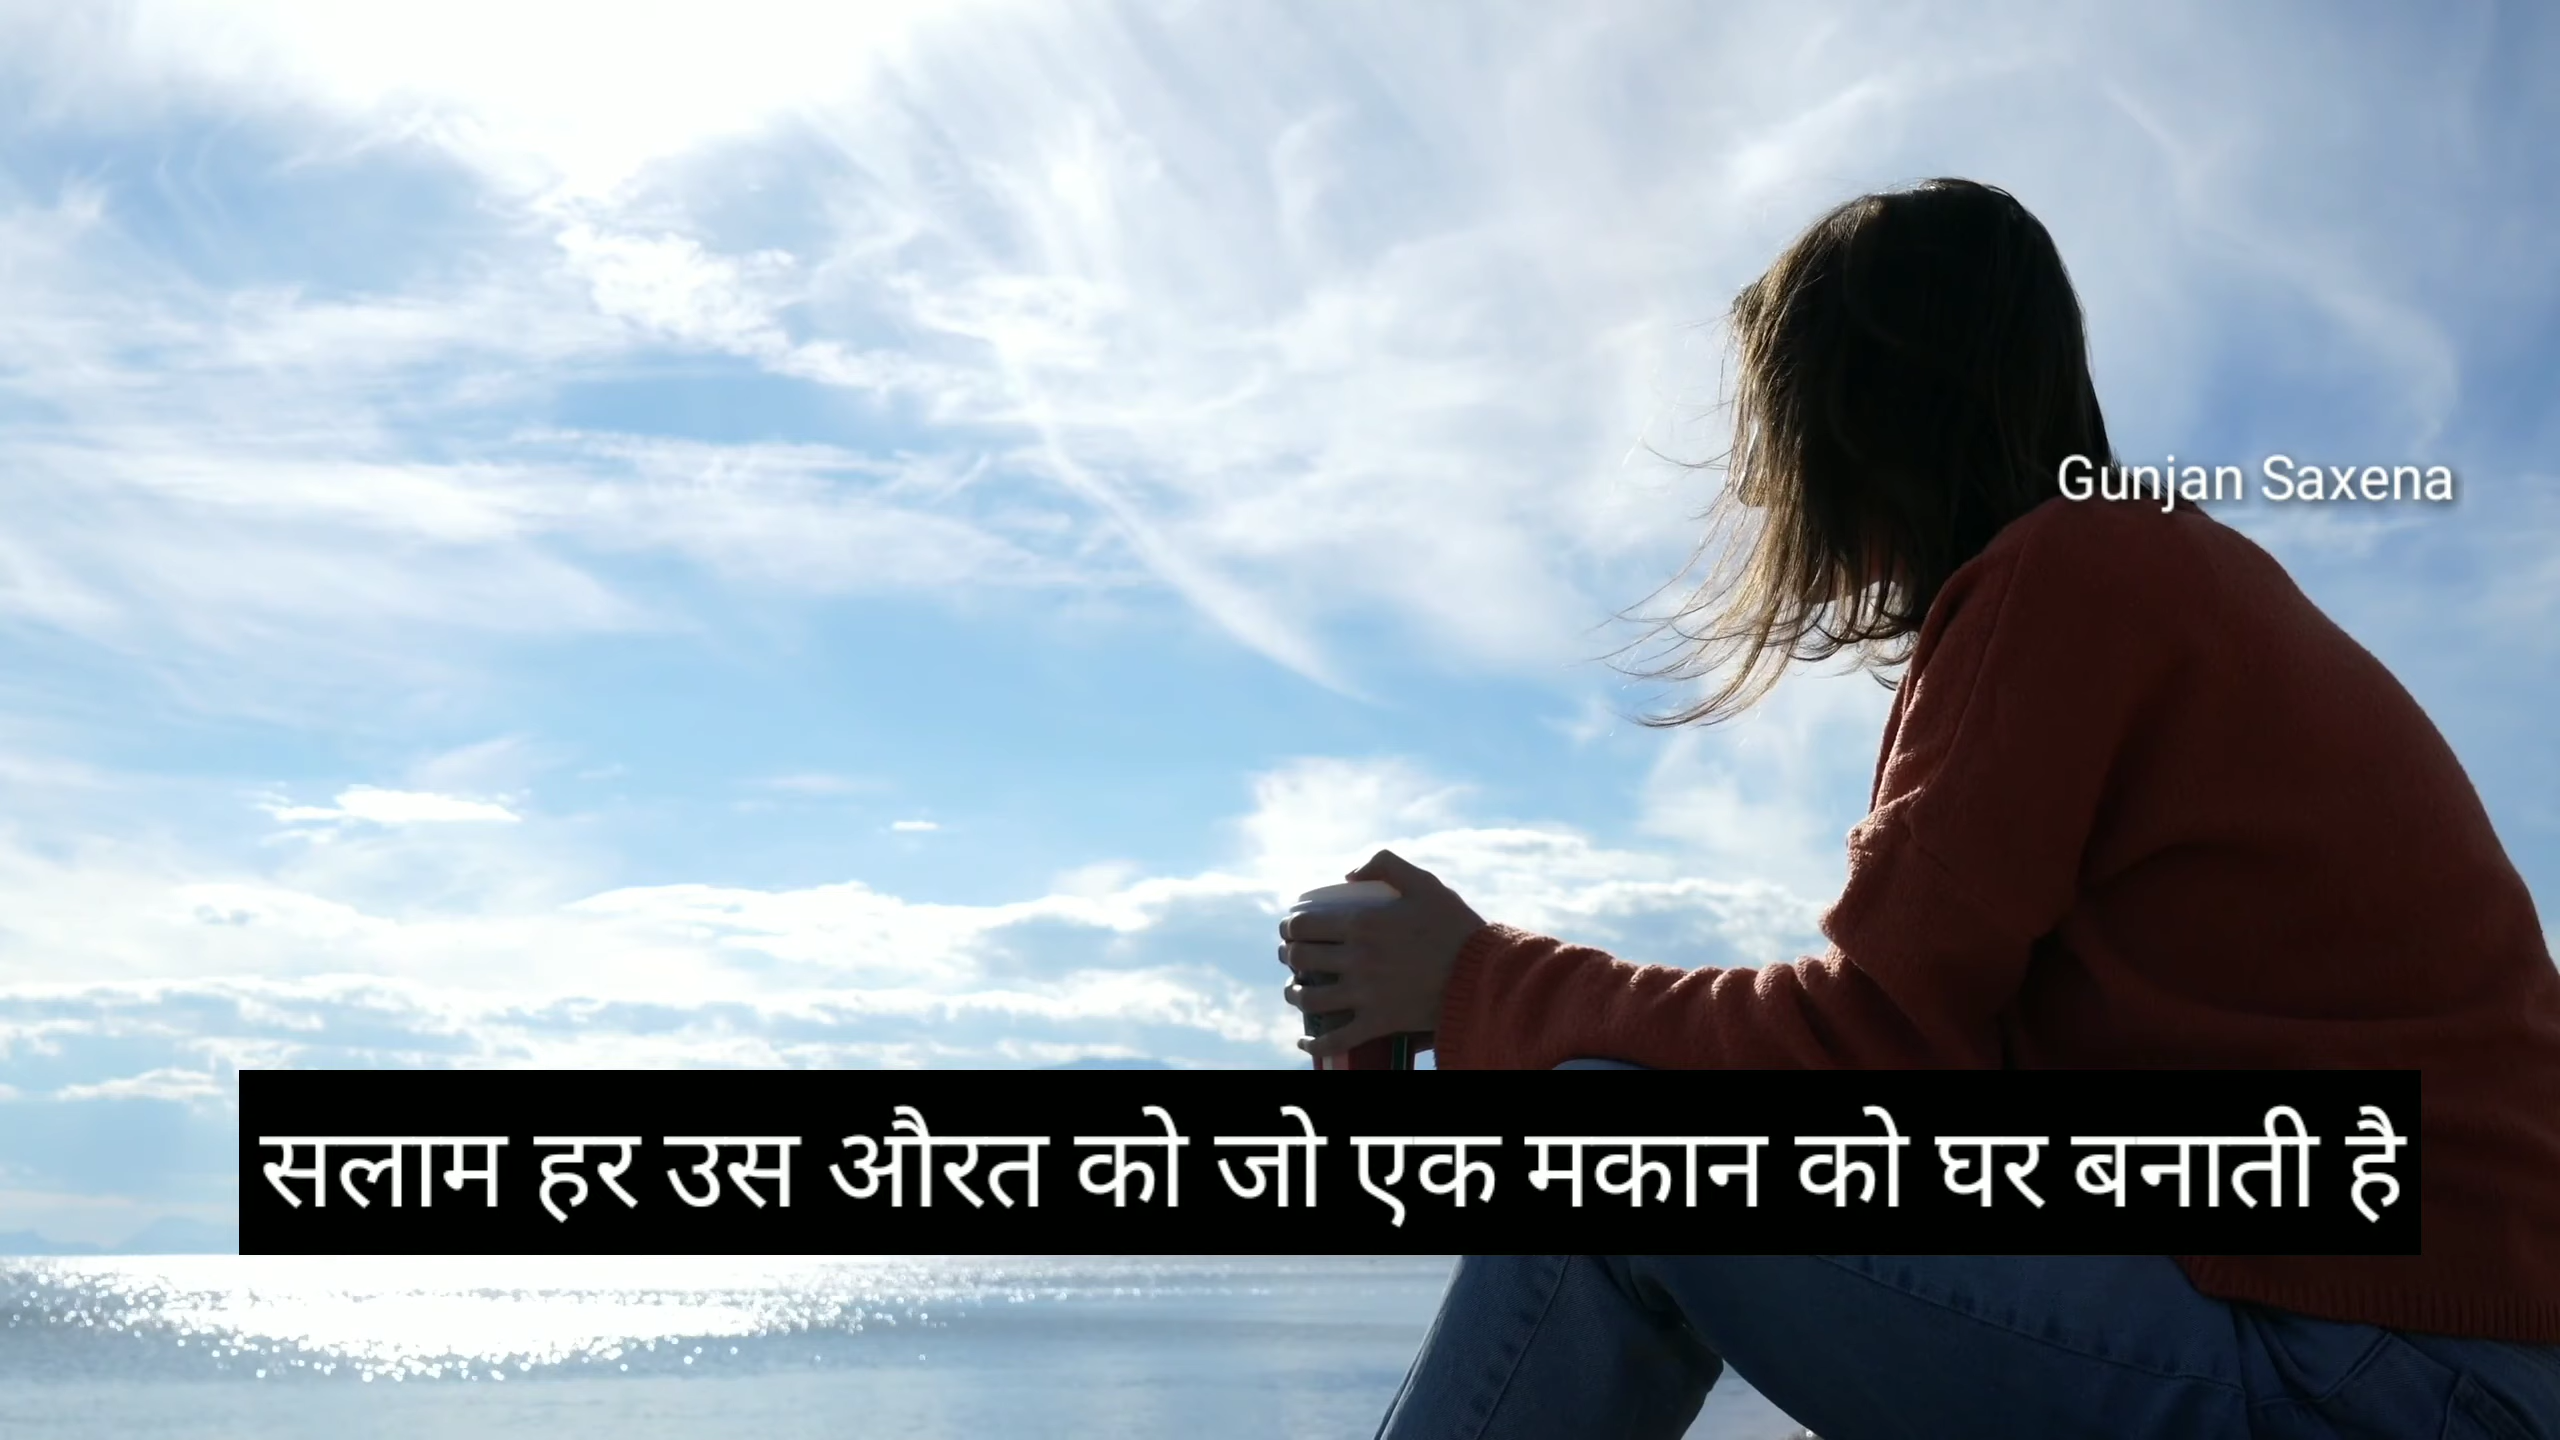 Gunjan Saxena
सलाम हर उस औरत को जो एक मकान को घर बनाती है